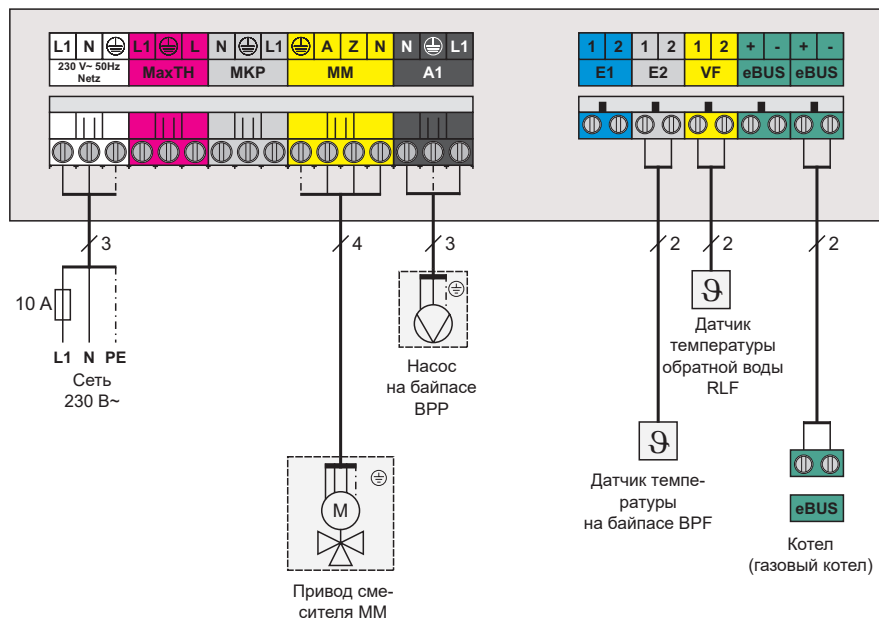 L1 N L1 L N L1 A Z N N L1
230 V~ 50Hz
Netz
MaxTH MKP MM A1
1 2 1 2 1 2 + - + -
E1 E2 VF eBUS eBUS
3 4 3 2 2 2
10 A
L1 N PE
Сеть
230 В~
Насос
на байпасе
BPP
M
Привод сме-
сителя ММ
ϑ
Датчик
температуры
обратной воды
RLF
ϑ
Датчик темпе-
ратуры
на байпасе BPF
eBUS
Котел
(газовый котел)